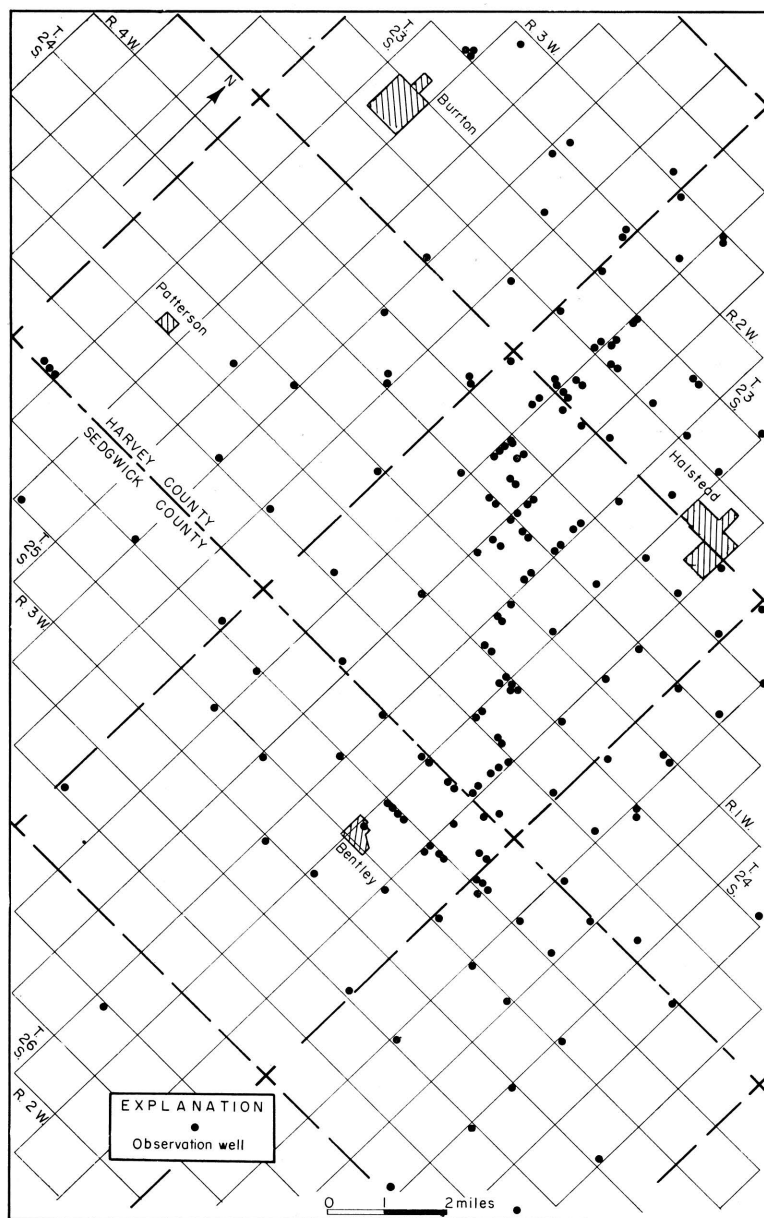 T.
24
S.
R. 4 W.
T.
23
S.
R. 3 W.
N
Burrton
Patterson
R 2 W.
T.
23
S.
HARVEY COUNTY
SEDGWICK COUNTY
Halstead
T.
25
S.
R. 3 W.
Bentley
R. 1 W.
T.
24
S.
T.
26
S.
R. 2 W.
EXPLANATION
Observation well
0 1 2 miles